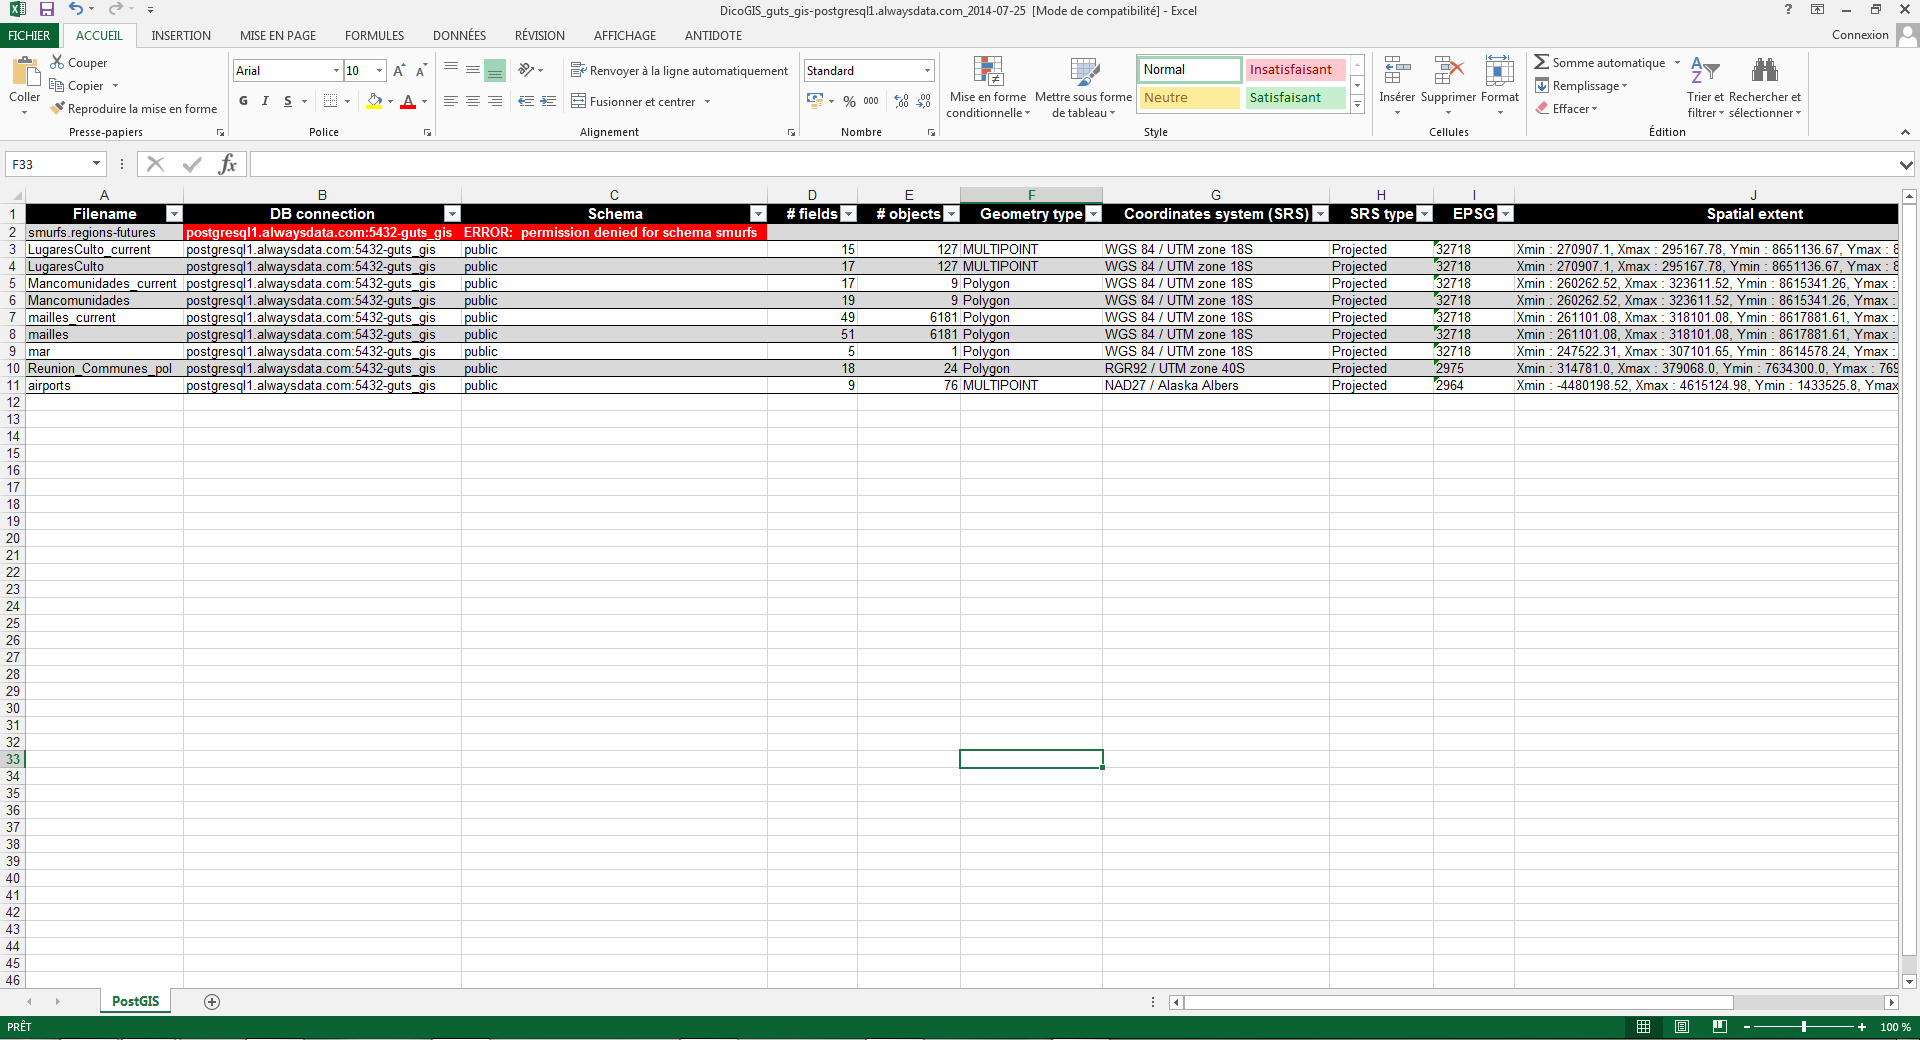 DicoGIS_guts_gis-postgresql1.alwaysdata.com_2014-07-25 [Mode de compatibilité] - Excel
?
FICHIER ACCUEIL INSERTION MISE EN PAGE FORMULES DONNÉES RÉVISION AFFICHAGE ANTIDOTE Connexion
Coller
Couper
Copier
Reproduire la mise en forme
Presse-papiers
Arial 10
G I S
Police
Renvoyer à la ligne automatiquement
Fusionner et centrer
Alignement
Standard
% 000
Nombre
Mise en forme conditionnelle
Mettre sous forme de tableau
Normal Insatisfaisant
Neutre Satisfaisant
Style
Insérer Supprimer Format
Cellules
Somme automatique
Remplissage
Effacer
Trier et filtrer
Rechercher et sélectionner
Édition
F33 fx
A B C D E F G H I J
1 Filename DB connection Schema # fields # objects Geometry type Coordinates system (SRS) SRS type EPSG Spatial extent
2 smurfs.regions-futures postgresql1.alwaysdata.com:5432-guts_gis ERROR: permission denied for schema smurfs
3 LugaresCulto_current postgresql1.alwaysdata.com:5432-guts_gis public 15 127 MULTIPOINT WGS 84 / UTM zone 18S Projected 32718 Xmin : 270907.1, Xmax : 295167.78, Ymin : 8651136.67, Ymax : 8
4 LugaresCulto postgresql1.alwaysdata.com:5432-guts_gis public 17 127 MULTIPOINT WGS 84 / UTM zone 18S Projected 32718 Xmin : 270907.1, Xmax : 295167.78, Ymin : 8651136.67, Ymax : 8
5 Mancomunidades_current postgresql1.alwaysdata.com:5432-guts_gis public 17 9 Polygon WGS 84 / UTM zone 18S Projected 32718 Xmin : 260262.52, Xmax : 323611.52, Ymin : 8615341.26, Ymax :
6 Mancomunidades postgresql1.alwaysdata.com:5432-guts_gis public 19 9 Polygon WGS 84 / UTM zone 18S Projected 32718 Xmin : 260262.52, Xmax : 323611.52, Ymin : 8615341.26, Ymax :
7 mailles_current postgresql1.alwaysdata.com:5432-guts_gis public 49 6181 Polygon WGS 84 / UTM zone 18S Projected 32718 Xmin : 261101.08, Xmax : 318101.08, Ymin : 8617881.61, Ymax :
8 mailles postgresql1.alwaysdata.com:5432-guts_gis public 51 6181 Polygon WGS 84 / UTM zone 18S Projected 32718 Xmin : 261101.08, Xmax : 318101.08, Ymin : 8617881.61, Ymax :
9 mar postgresql1.alwaysdata.com:5432-guts_gis public 5 1 Polygon WGS 84 / UTM zone 18S Projected 32718 Xmin : 247522.31, Xmax : 307101.65, Ymin : 8614578.24, Ymax :
10 Reunion_Communes_pol postgresql1.alwaysdata.com:5432-guts_gis public 18 24 Polygon RGR92 / UTM zone 40S Projected 2975 Xmin : 314781.0, Xmax : 379068.0, Ymin : 7634300.0, Ymax : 769
11 airports postgresql1.alwaysdata.com:5432-guts_gis public 9 76 MULTIPOINT NAD27 / Alaska Albers Projected 2964 Xmin : -4480198.52, Xmax : 4615124.98, Ymin : 1433525.8, Ymax
12
13
14
15
16
17
18
19
20
21
22
23
24
25
26
27
28
29
30
31
32
33
34
35
36
37
38
39
40
41
42
43
44
45
46
PostGIS
PRÊT 100 %